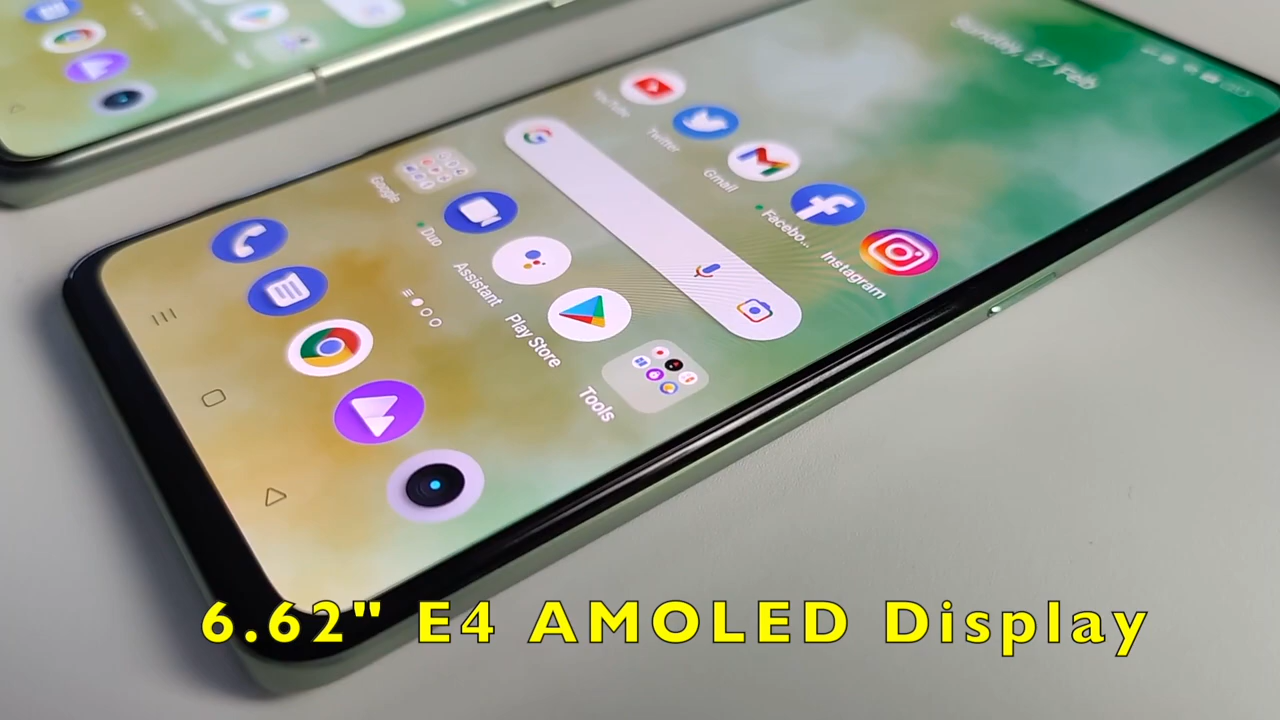 Sunday, 27 Feb
YouTube
Twitter
Gmail
Facebo...
Instagram
Google
Duo
Assistant
Play Store
Tools
6.62" E4 AMOLED Display